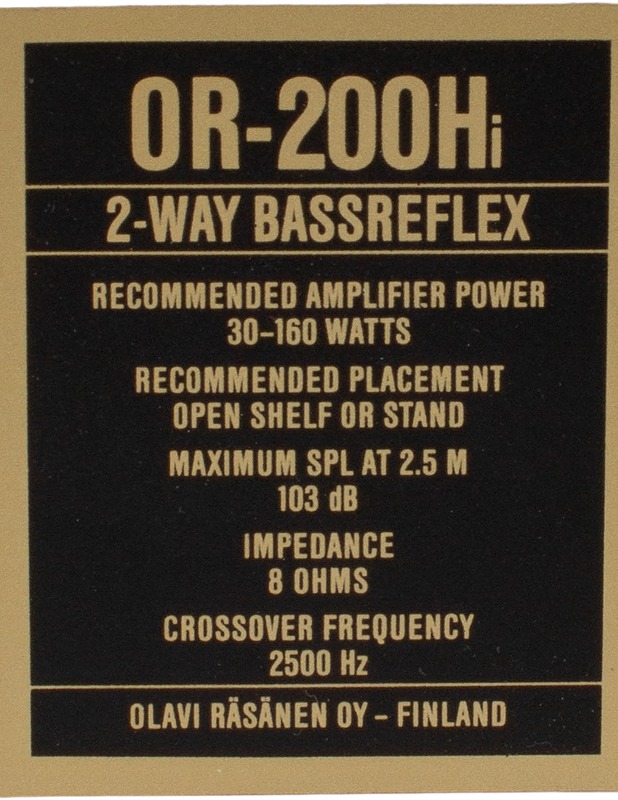 OR-200Hi
2-WAY BASSREFLEX
RECOMMENDED AMPLIFIER POWER
30-160 WATTS
RECOMMENDED PLACEMENT
OPEN SHELF OR STAND
MAXIMUM SPL AT 2.5 M
103 dB
IMPEDANCE
8 OHMS
CROSSOVER FREQUENCY
2500 Hz
OLAVI RÄSÄNEN OY - FINLAND